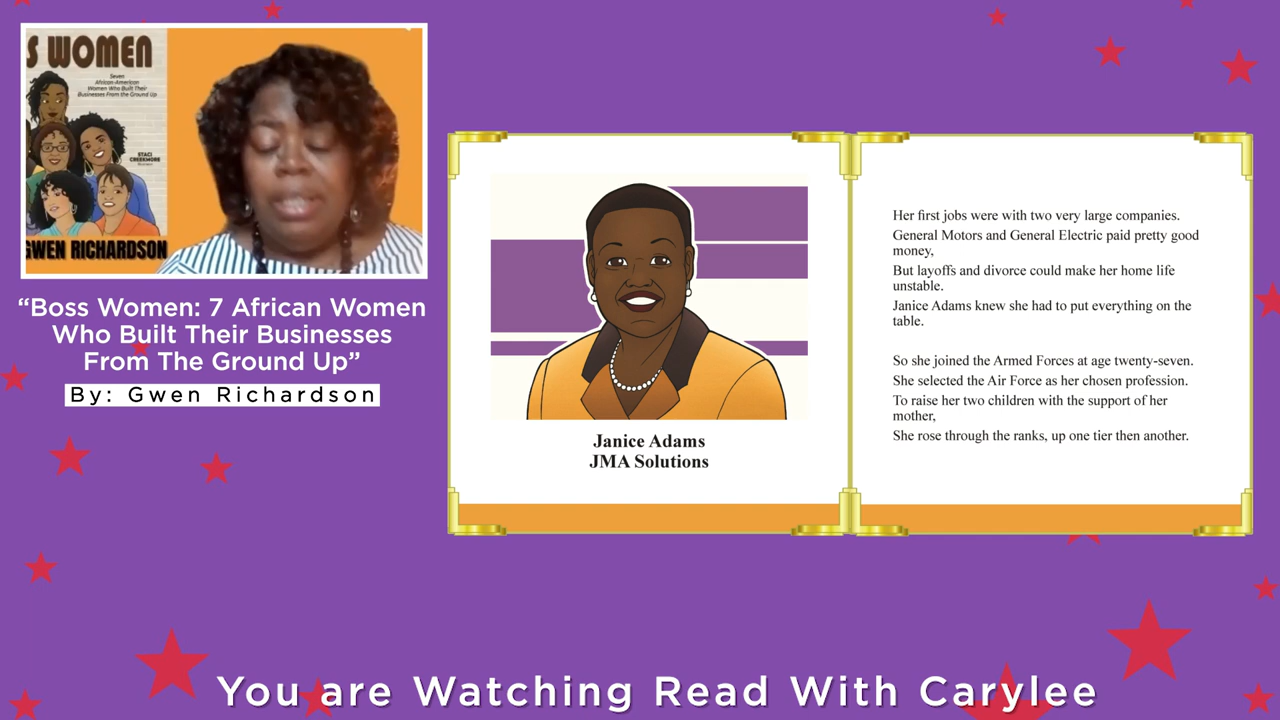 S WOMEN
Seven
African-American
Women Who Built Their
Businesses From the Ground Up
STACI
CREEKMORE
GWEN RICHARDSON
“Boss Women: 7 African Women
Who Built Their Businesses
From The Ground Up”
By: Gwen Richardson
Janice Adams
JMA Solutions
Her first jobs were with two very large companies.
General Motors and General Electric paid pretty good
money,
But layoffs and divorce could make her home life
unstable.
Janice Adams knew she had to put everything on the
table.
So she joined the Armed Forces at age twenty-seven.
She selected the Air Force as her chosen profession.
To raise her two children with the support of her
mother,
She rose through the ranks, up one tier then another.
You are Watching Read With Carylee